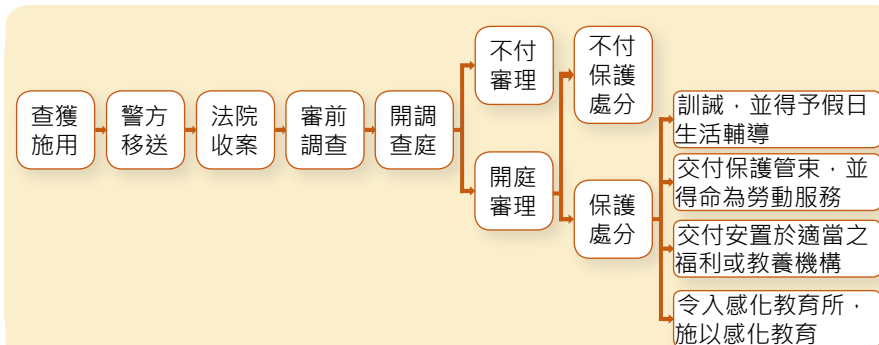 查獲
施用
警方
移送
法院
收案
審前
調查
開調
查庭
不付
審理
開庭
審理
不付
保護
處分
保護
處分
訓誡，並得予假日
生活輔導
交付保護管束，並
得命為勞動服務
交付安置於適當之
福利或教養機構
令入感化教育所，
施以感化教育